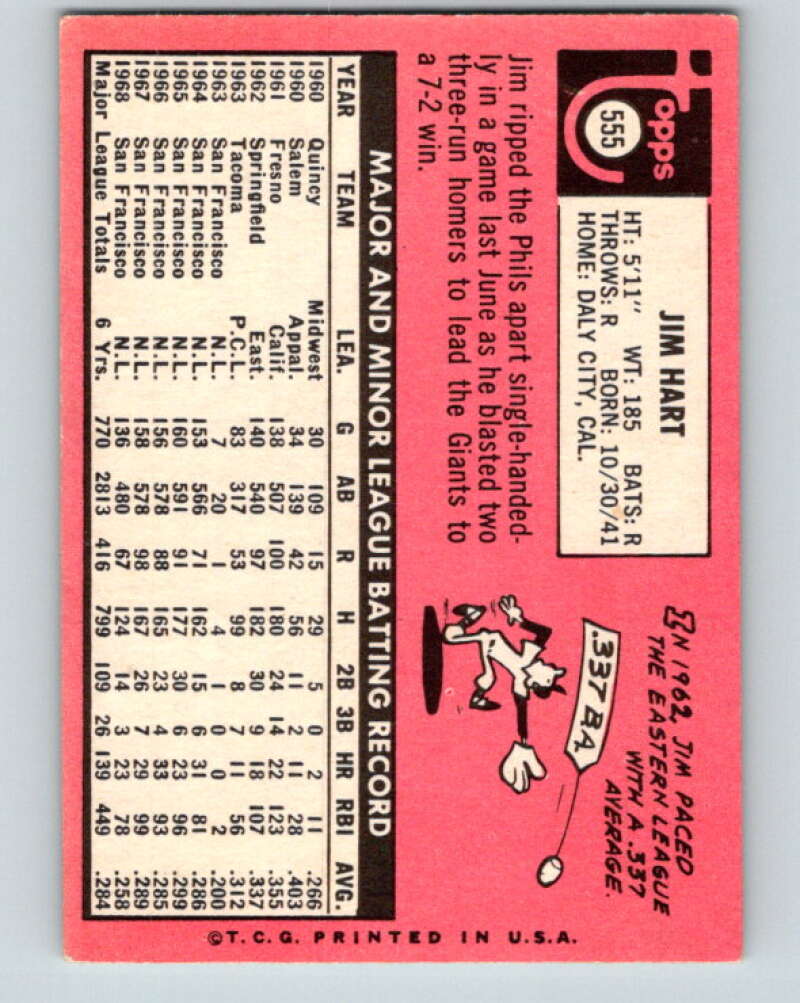 Topps
555
JIM HART
HT: 5'11" WT: 185 BATS: R
THROWS: R BORN: 10/30/41
HOME: DALY CITY, CAL.
IN 1962, JIM PACED
THE EASTERN LEAGUE
WITH A .337
AVERAGE.
.337 BA
Jim ripped the Phils apart single-handed-
ly in a game last June as he blasted two
three-run homers to lead the Giants to
a 7-2 win.
MAJOR AND MINOR LEAGUE BATTING RECORD
YEAR TEAM LEA. G AB R H 2B 3B HR RBI AVG.
1960 Quincy Midwest 30 109 15 29 5 0 2 11 .266
1960 Salem Appal. 34 139 42 56 11 2 11 28 .403
1961 Fresno Calif. 138 507 100 180 24 14 22 123 .355
1962 Springfield East. 140 540 97 182 30 9 18 107 .337
1963 Tacoma P.C.L. 83 317 53 99 8 7 11 56 .312
1963 San Francisco N.L. 7 20 1 4 1 0 0 2 .200
1964 San Francisco N.L. 153 566 71 162 15 6 31 81 .286
1965 San Francisco N.L. 160 591 91 177 30 6 23 96 .299
1966 San Francisco N.L. 156 578 88 165 23 4 33 93 .285
1967 San Francisco N.L. 158 578 98 167 26 7 29 99 .289
1968 San Francisco N.L. 136 480 67 124 14 3 23 78 .258
Major League Totals 6 Yrs. 770 2813 416 799 109 26 139 449 .284
©T.C.G. PRINTED IN U.S.A.